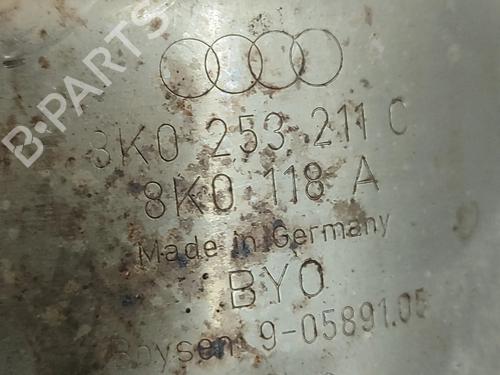 B-PARTS
8K0 253 211 C
8K0 118 A
Made in Germany
BYO
Boysen 9-05891.05